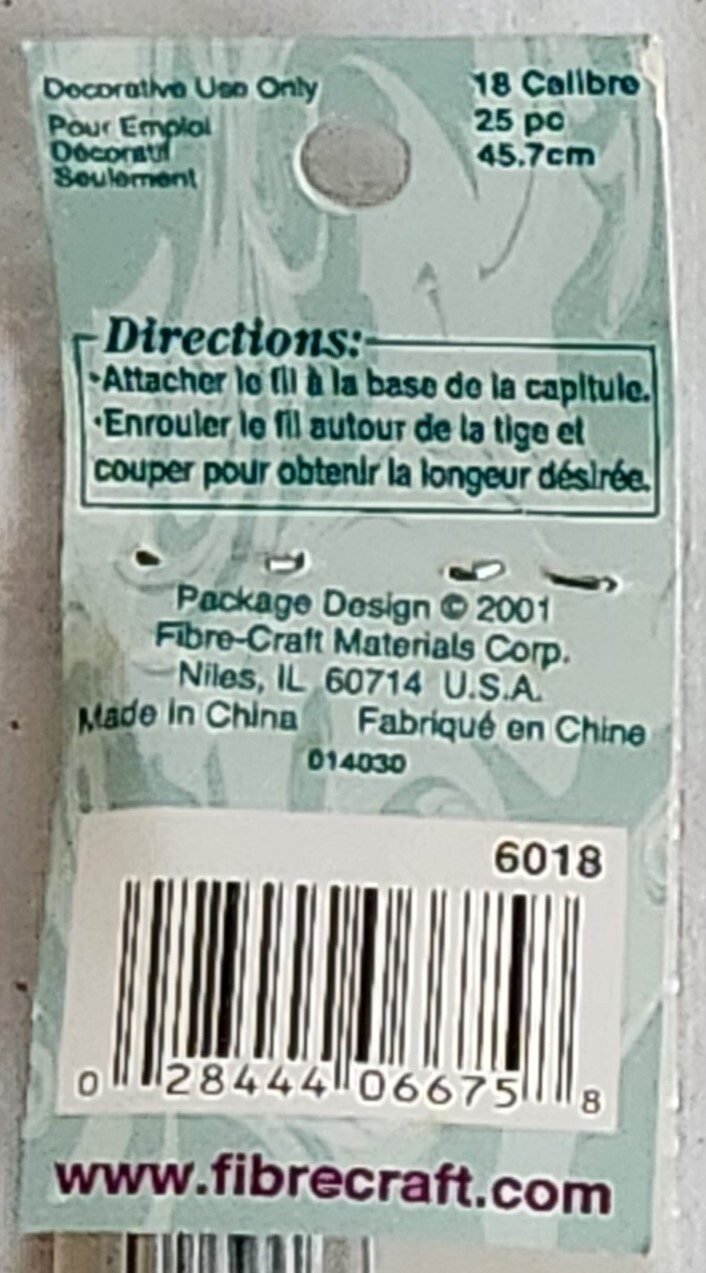 Decorative Use Only
Pour Emploi
Décoratif
Seulement
18 Calibre
25 pc
45.7cm
Directions:
·Attacher le fil à la base de la capitule.
·Enrouler le fil autour de la tige et
couper pour obtenir la longeur désirée.
Package Design © 2001
Fibre-Craft Materials Corp.
Niles, IL 60714 U.S.A.
Made in China Fabriqué en Chine
014030
6018
0 28444 06675 8
www.fibrecraft.com